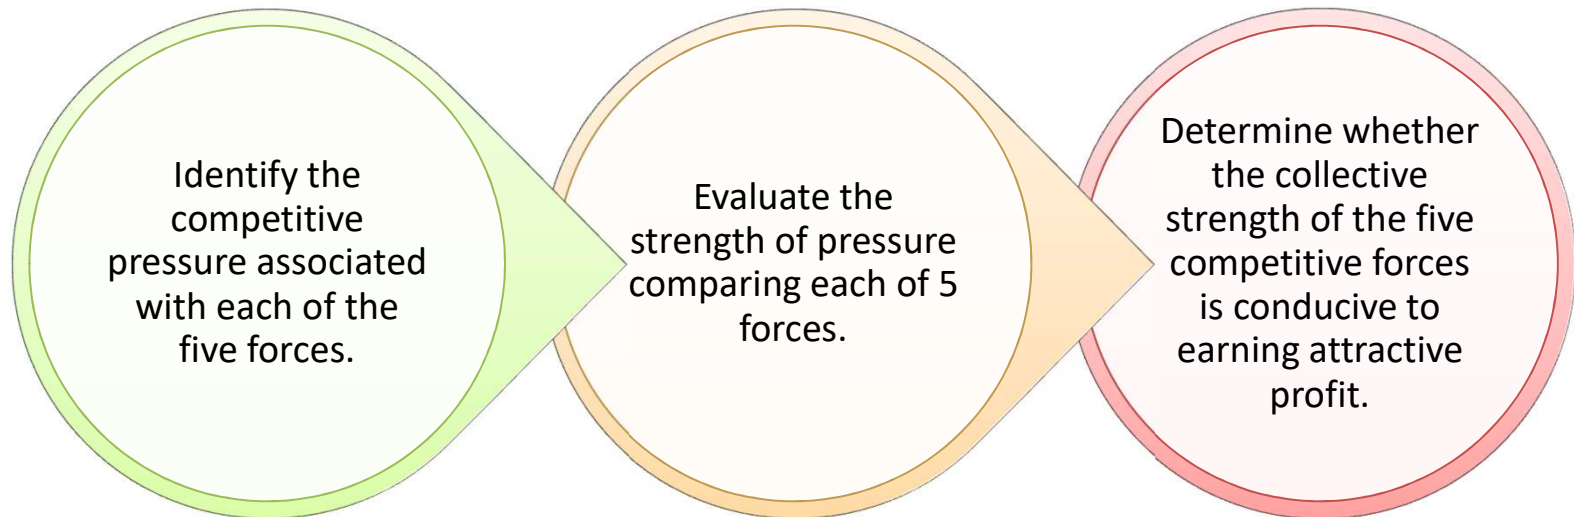 Identify the
competitive
pressure associated
with each of the
five forces.
Evaluate the
strength of pressure
comparing each of 5
forces.
Determine whether
the collective
strength of the five
competitive forces
is conducive to
earning attractive
profit.